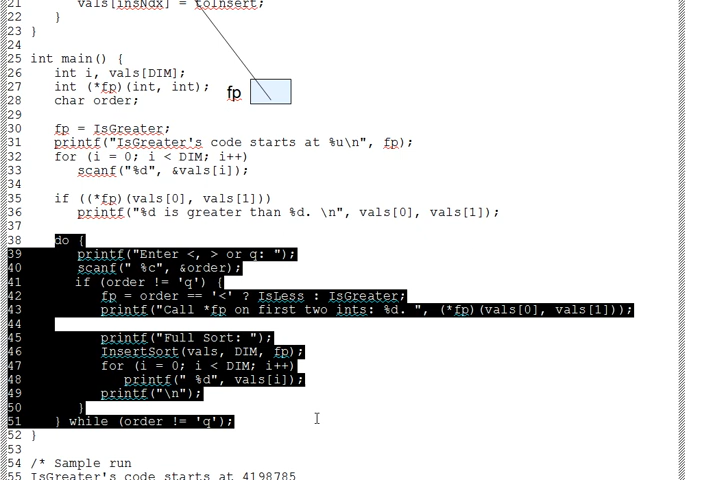 21 vals[insNdx] = toInsert;
22 }
23 }
24
25 int main() {
26 int i, vals[DIM];
27 int (*fp)(int, int);
fp
28 char order;
29
30 fp = IsGreater;
31 printf("IsGreater's code starts at %u\n", fp);
32 for (i = 0; i < DIM; i++)
33 scanf("%d", &vals[i]);
34
35 if ((*fp)(vals[0], vals[1]))
36 printf("%d is greater than %d. \n", vals[0], vals[1]);
37
38 do {
39 printf("Enter <, > or q: ");
40 scanf(" %c", &order);
41 if (order != 'q') {
42 fp = order == '<' ? IsLess : IsGreater;
43 printf("Call *fp on first two ints: %d. ", (*fp)(vals[0], vals[1]));
44
45 printf("Full Sort: ");
46 InsertSort(vals, DIM, fp);
47 for (i = 0; i < DIM; i++)
48 printf(" %d", vals[i]);
49 printf("\n");
50 }
51 } while (order != 'q');
52 }
53
54 /* Sample run
55 IsGreater's code starts at 4198785